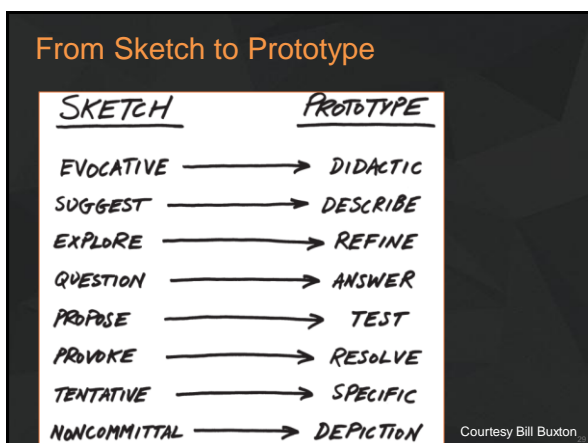 From Sketch to Prototype
SKETCH PROTOTYPE
EVOCATIVE → DIDACTIC
SUGGEST → DESCRIBE
EXPLORE → REFINE
QUESTION → ANSWER
PROPOSE → TEST
PROVOKE → RESOLVE
TENTATIVE → SPECIFIC
NONCOMMITTAL → DEPICTION
Courtesy Bill Buxton